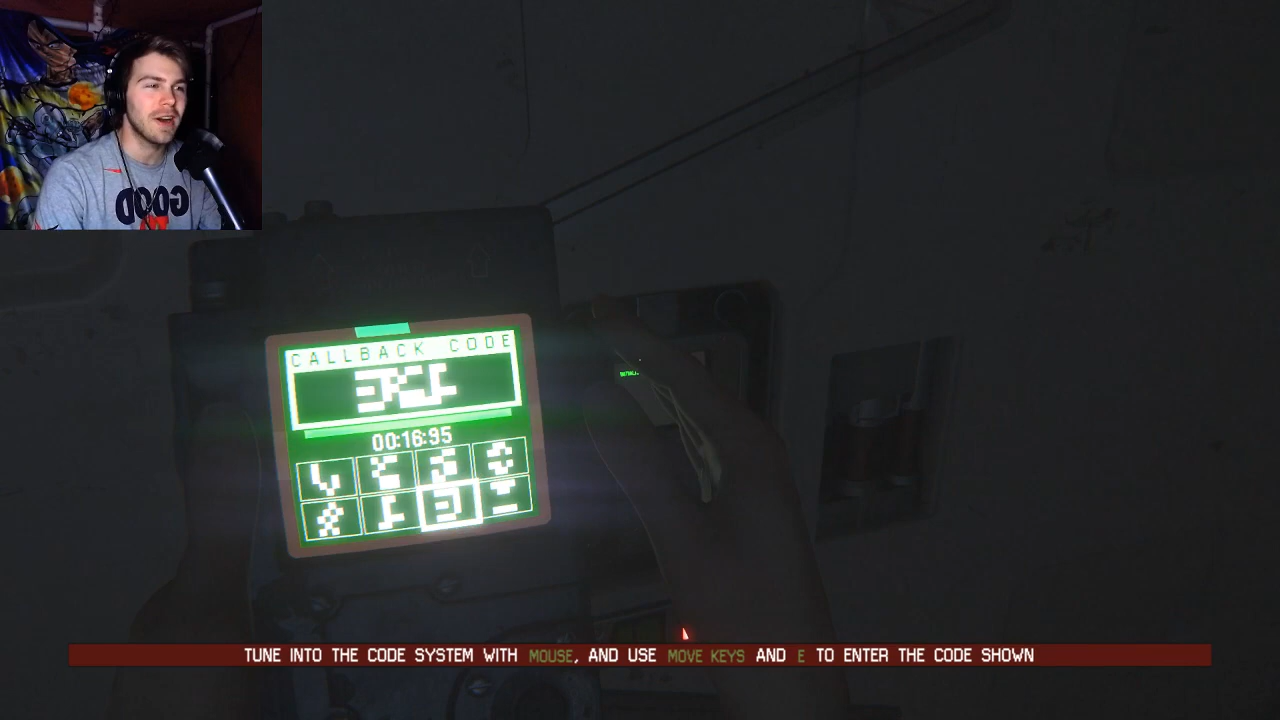 GOOD
CALLBACK CODE
00:16:95
TUNE INTO THE CODE SYSTEM WITH MOUSE, AND USE MOVE KEYS AND E TO ENTER THE CODE SHOWN